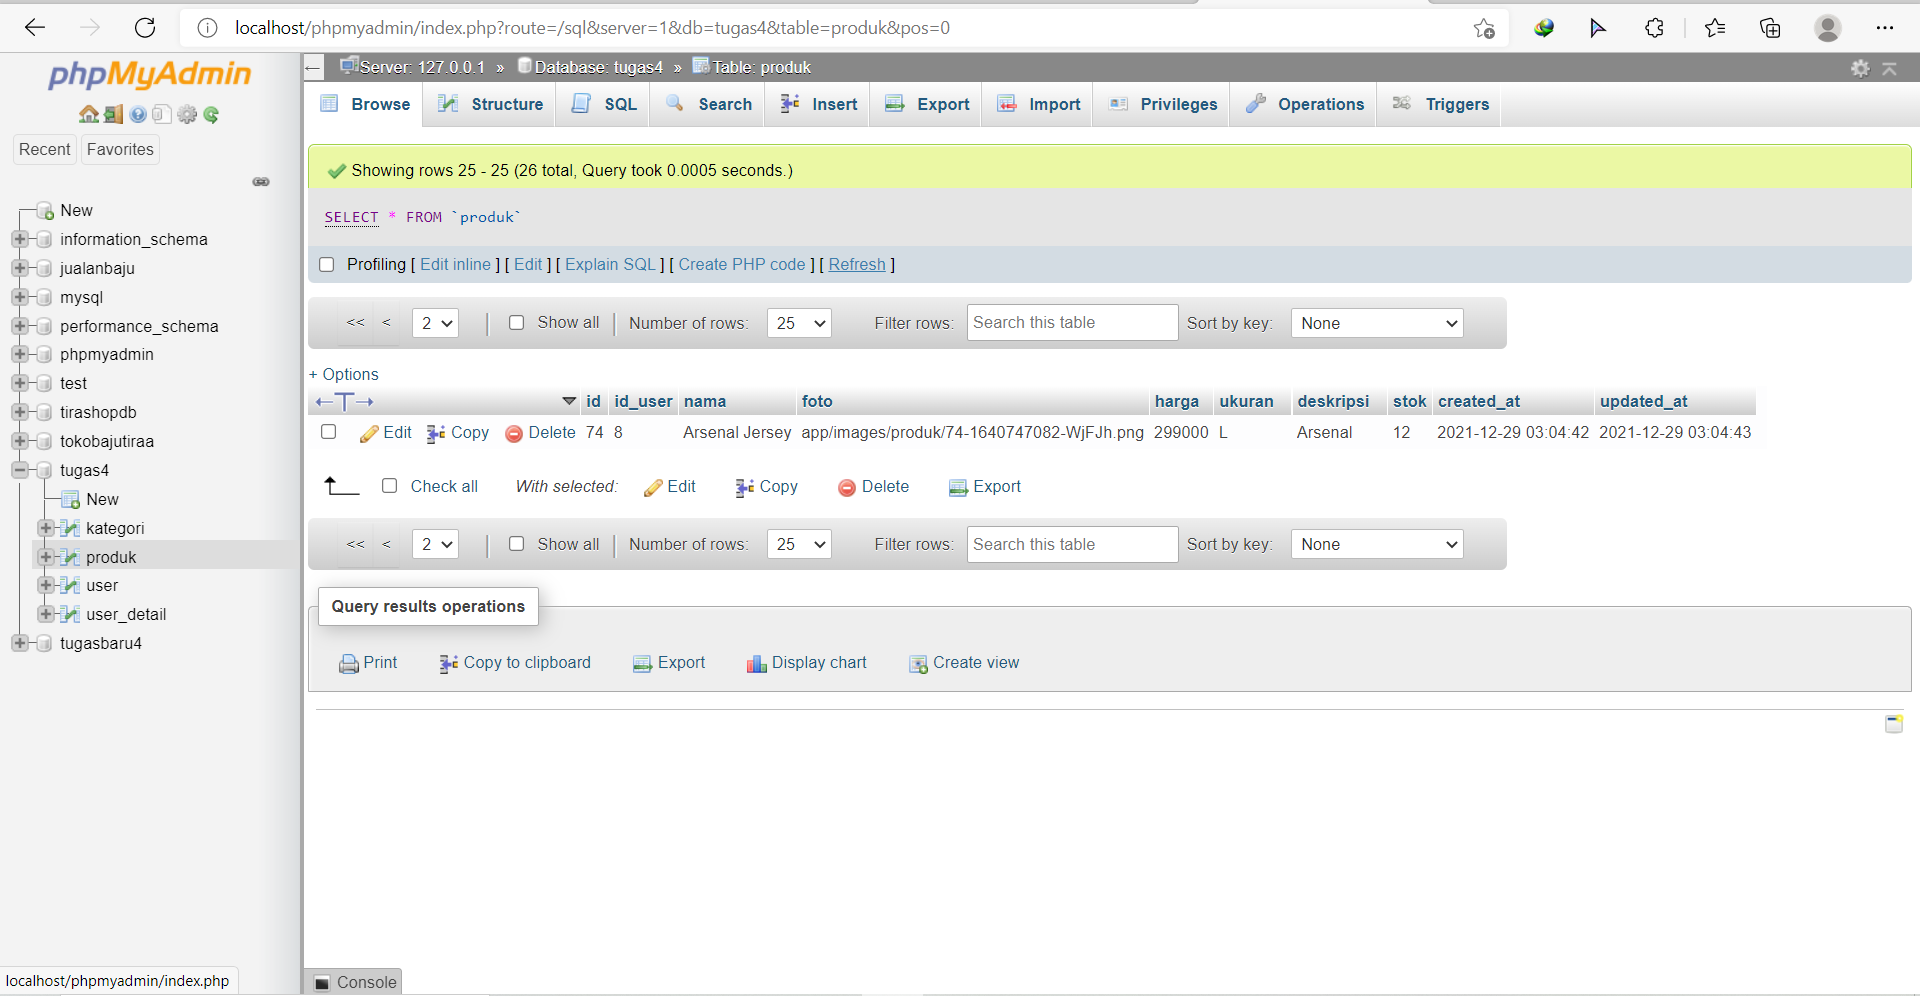 localhost/phpmyadmin/index.php?route=/sql&server=1&db=tugas4&table=produk&pos=0
phpMyAdmin
Recent Favorites
New
information_schema
jualanbaju
mysql
performance_schema
phpmyadmin
test
tirashopdb
tokobajutiraa
tugas4
New
kategori
produk
user
user_detail
tugasbaru4
localhost/phpmyadmin/index.php
Server: 127.0.0.1 » Database: tugas4 » Table: produk
Browse Structure SQL Search Insert Export Import Privileges Operations Triggers
Showing rows 25 - 25 (26 total, Query took 0.0005 seconds.)
SELECT * FROM `produk`
Profiling [ Edit inline ] [ Edit ] [ Explain SQL ] [ Create PHP code ] [ Refresh ]
<< < 2 | Show all | Number of rows: 25 Filter rows: Search this table Sort by key: None
+ Options
←T→ id id_user nama foto harga ukuran deskripsi stok created_at updated_at
Edit Copy Delete 74 8 Arsenal Jersey app/images/produk/74-1640747082-WjFJh.png 299000 L Arsenal 12 2021-12-29 03:04:42 2021-12-29 03:04:43
Check all With selected: Edit Copy Delete Export
<< < 2 | Show all | Number of rows: 25 Filter rows: Search this table Sort by key: None
Query results operations
Print Copy to clipboard Export Display chart Create view
Console